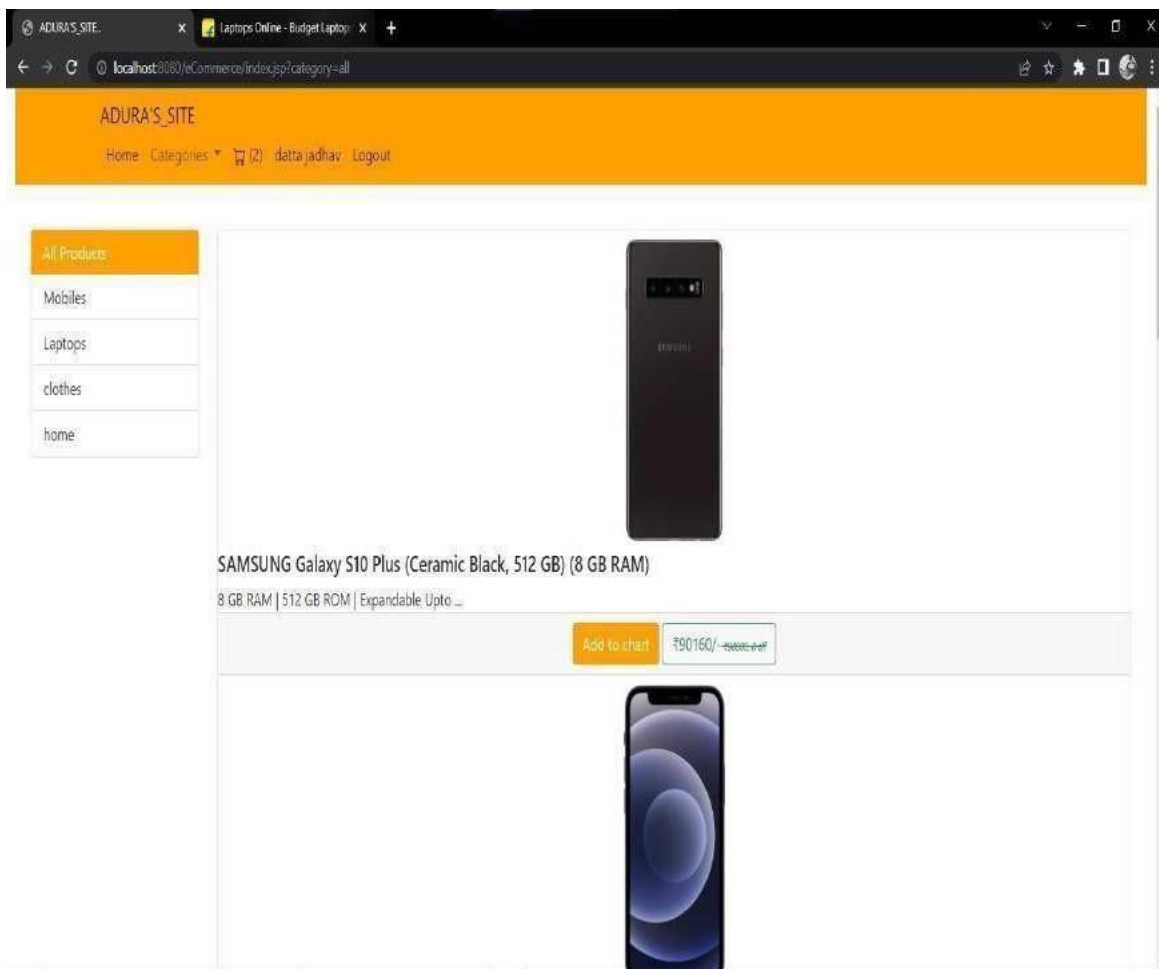 ADURA'S_SITE.
Laptops Online - Budget Laptop
localhost:8080/eCommerce/index.jsp?category=all
ADURA'S_SITE
Home Categories (2) datta jadhav Logout
All Products
Mobiles
Laptops
clothes
home
SAMSUNG
SAMSUNG Galaxy S10 Plus (Ceramic Black, 512 GB) (8 GB RAM)
8 GB RAM | 512 GB ROM | Expandable Upto ...
Add to chart ₹90160/-